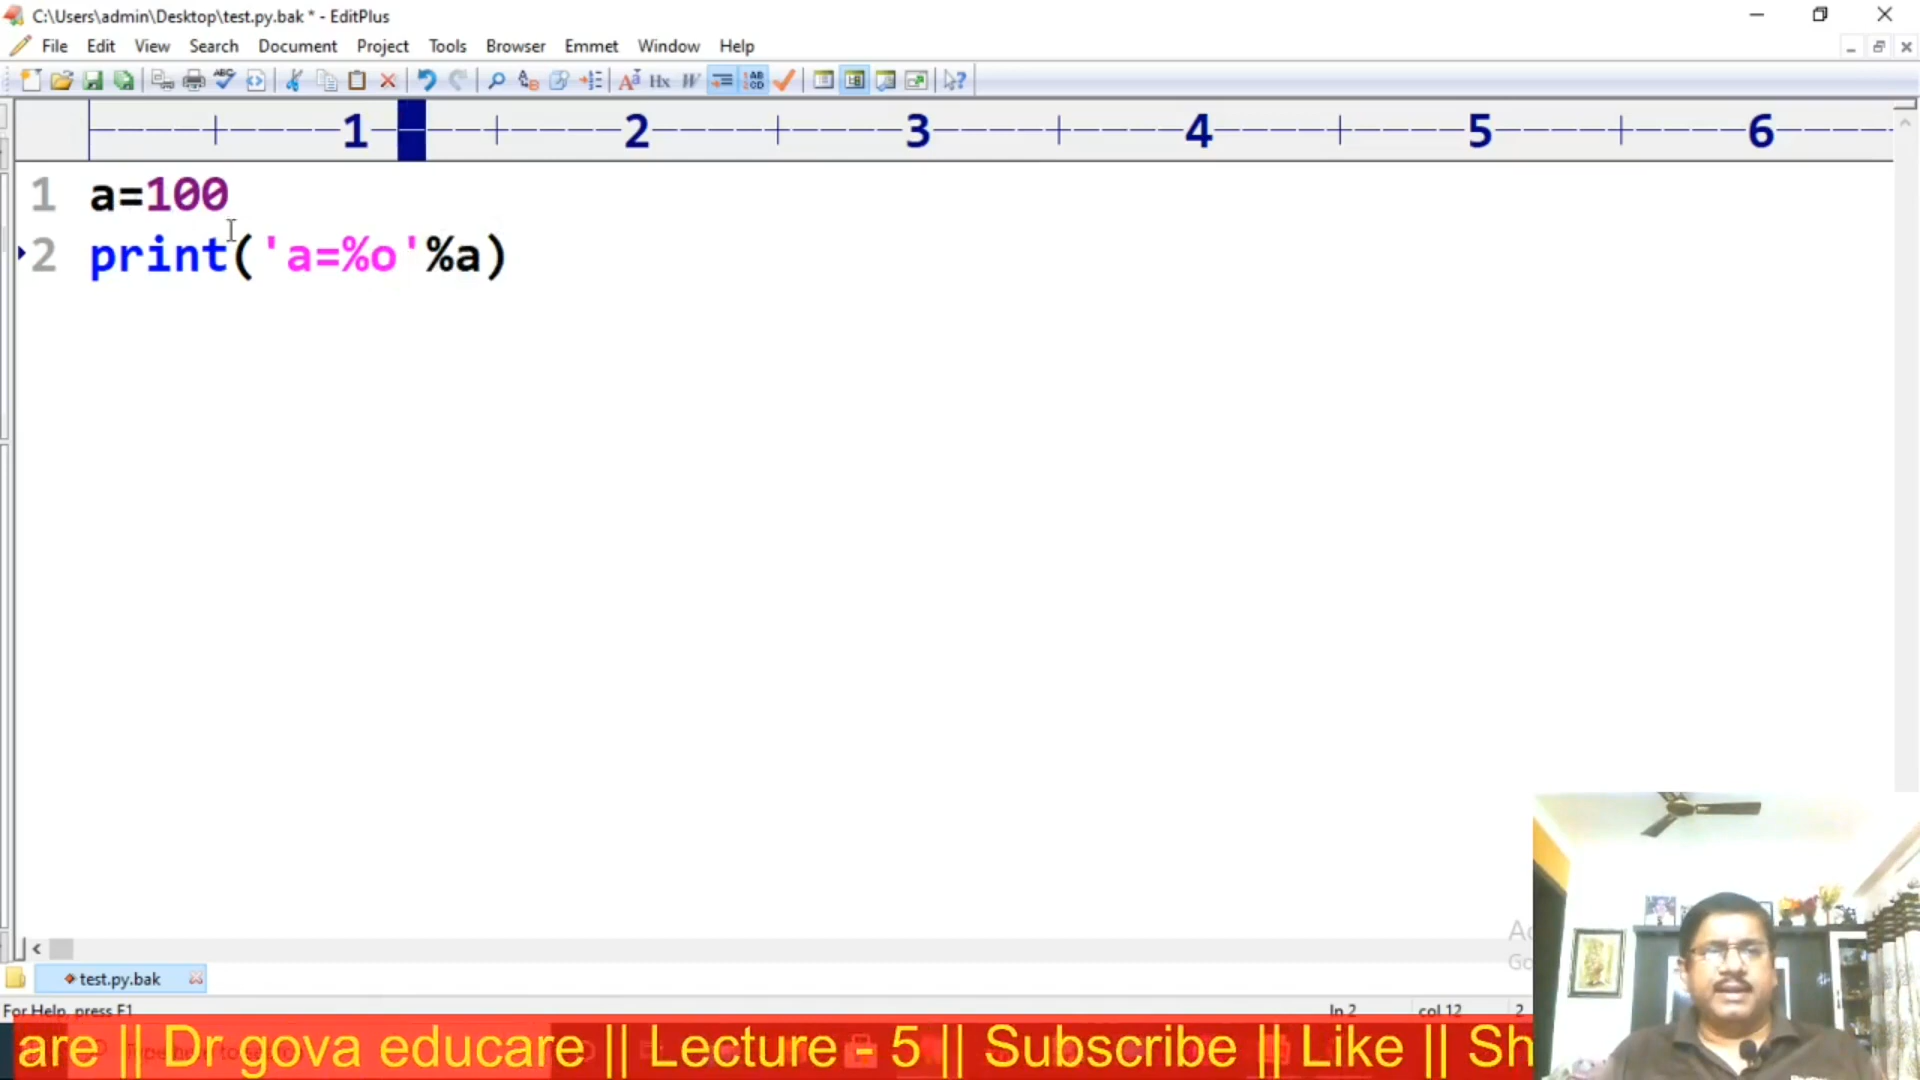 C:\Users\admin\Desktop\test.py.bak * - EditPlus
File Edit View Search Document Project Tools Browser Emmet Window Help
1 2 3 4 5 6
1 a=100
2 print('a=%o'%a)
test.py.bak
For Help, press F1 ln 2 col 12 2
are || Dr gova educare || Lecture - 5 || Subscribe || Like || Sh